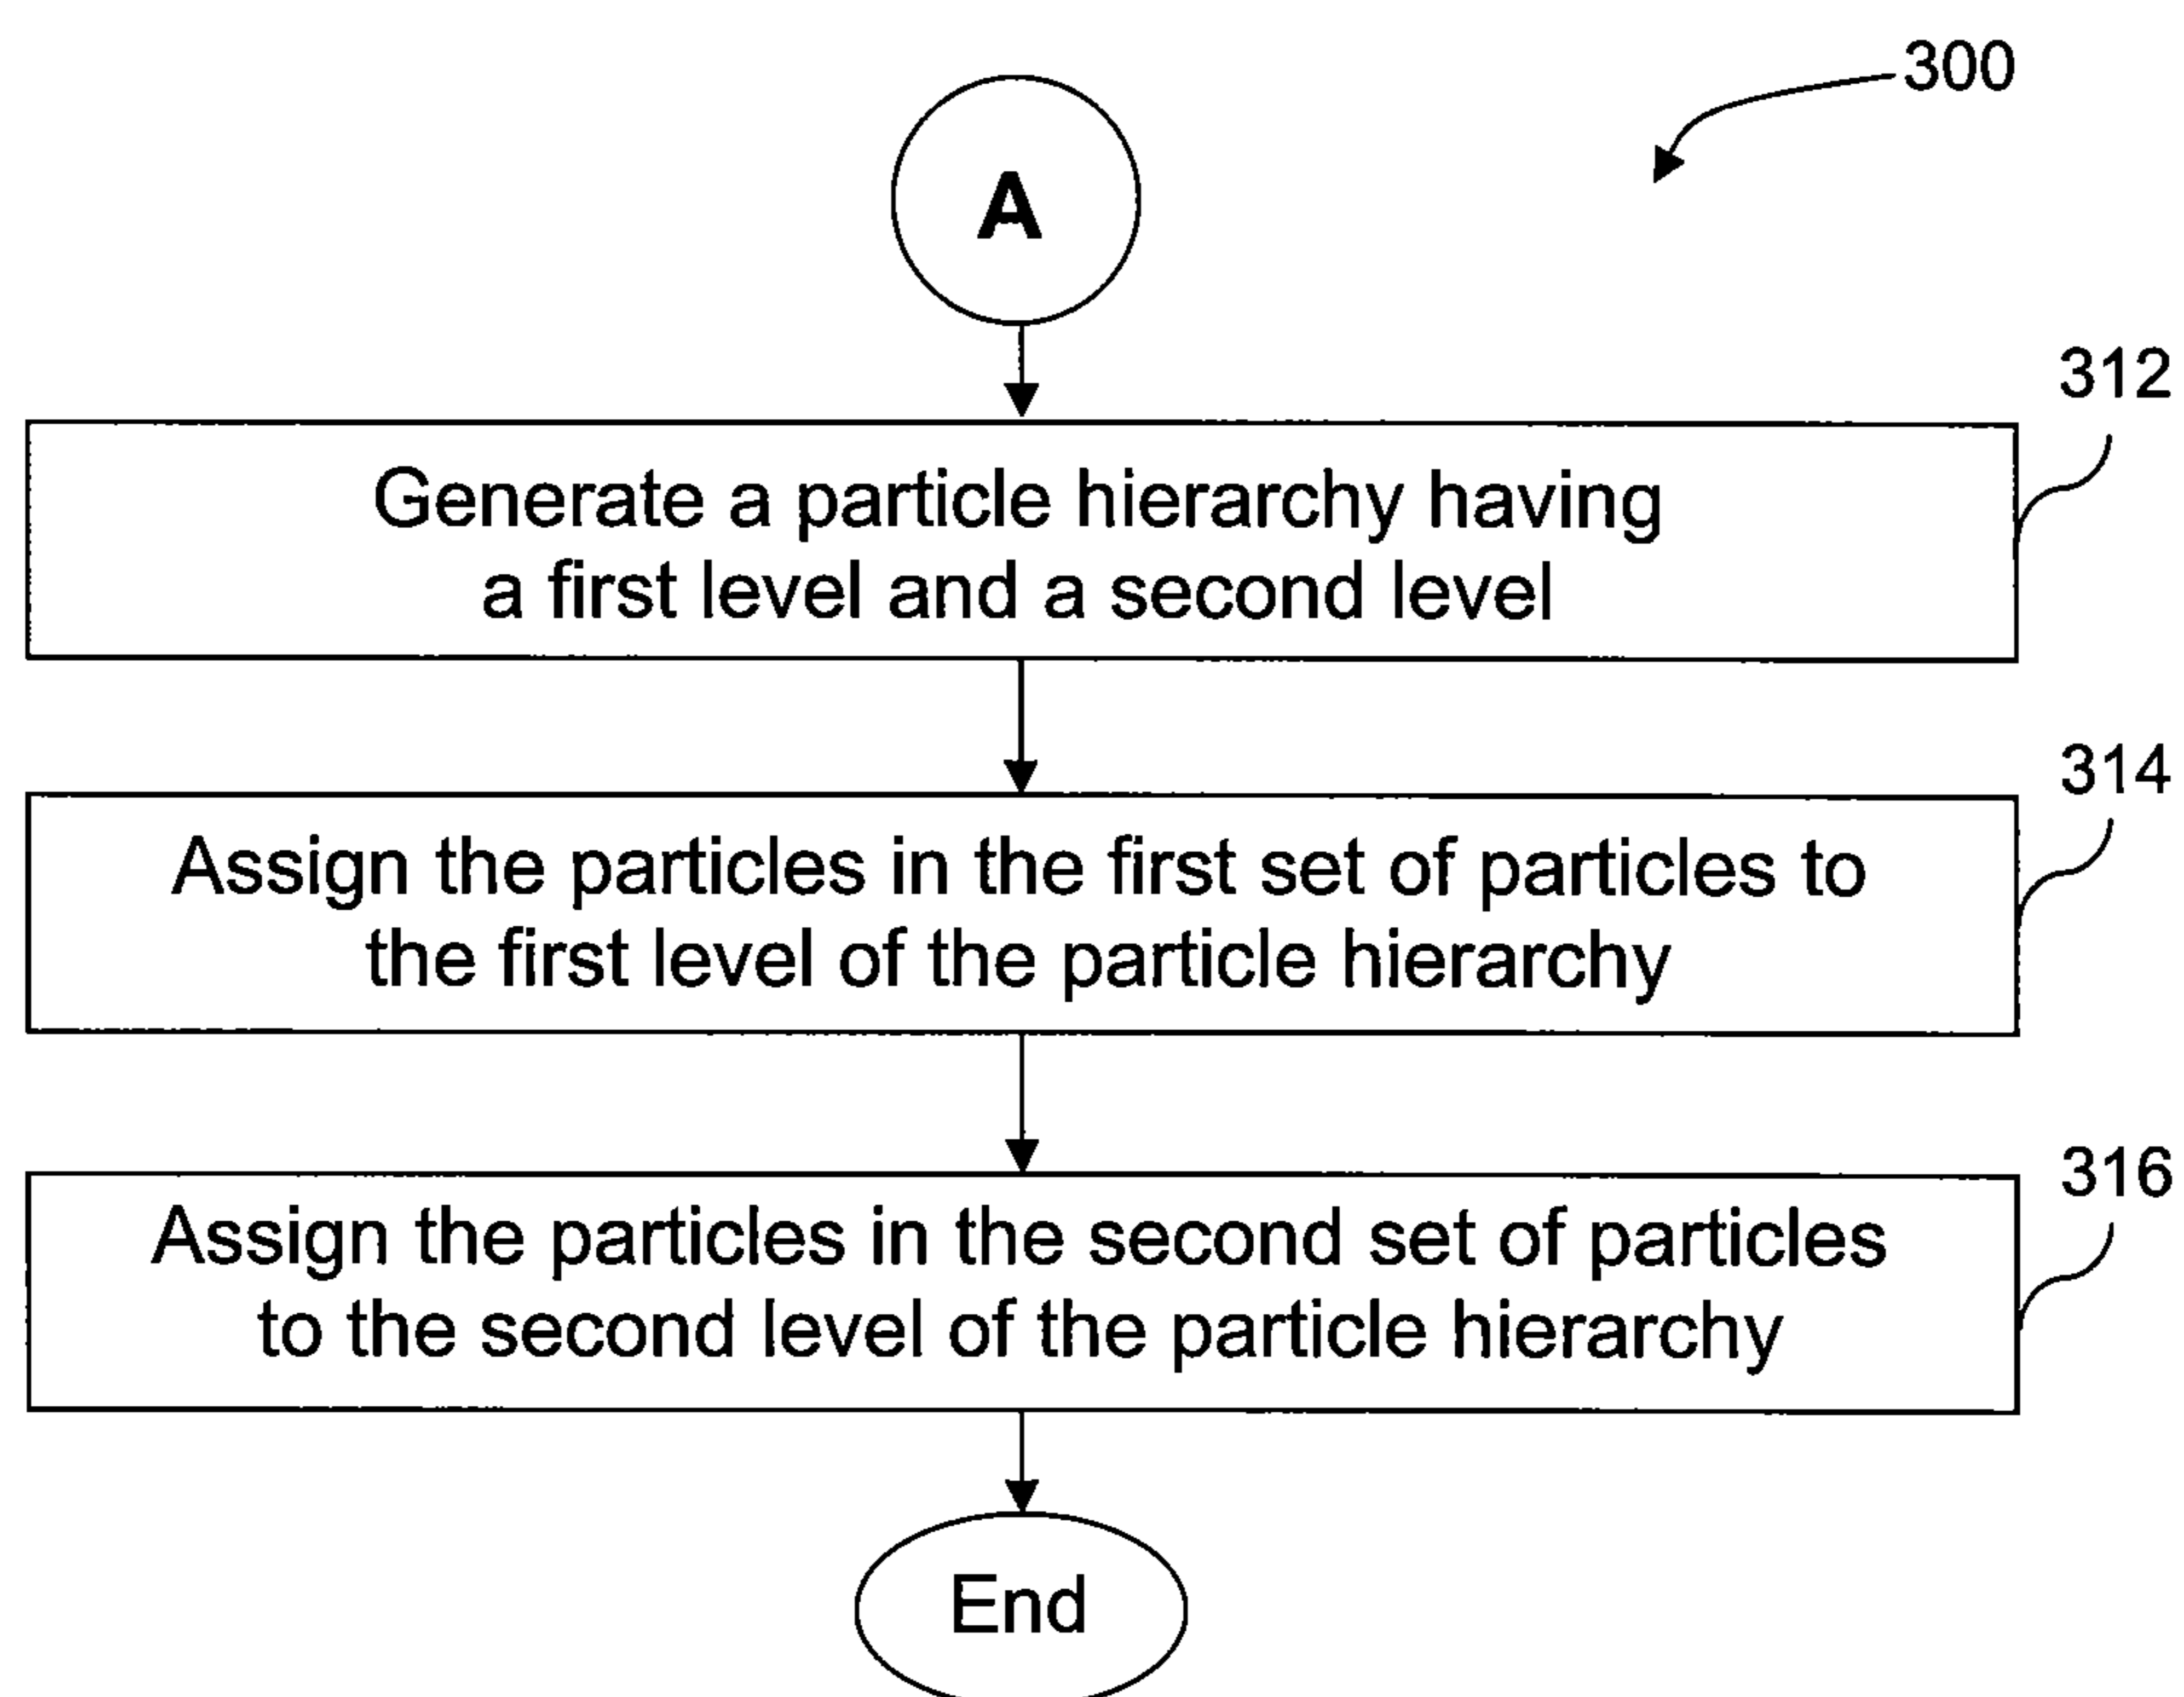 300
A
312
Generate a particle hierarchy having
a first level and a second level
314
Assign the particles in the first set of particles to
the first level of the particle hierarchy
316
Assign the particles in the second set of particles
to the second level of the particle hierarchy
End